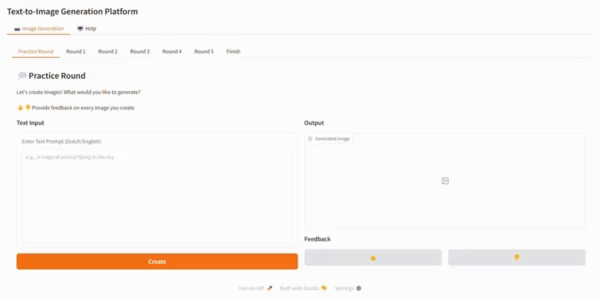 Text-to-Image Generation Platform
Image Generation Help
Practice Round Round 1 Round 2 Round 3 Round 4 Round 5 Finish
Practice Round
Let's create images! What would you like to generate?
Provide feedback on every image you create
Text Input
Enter Text Prompt (Dutch/English)
e.g., A magical animal flying in the sky
Create
Output
Generated Image
Feedback
Use via API · Built with Gradio · Settings